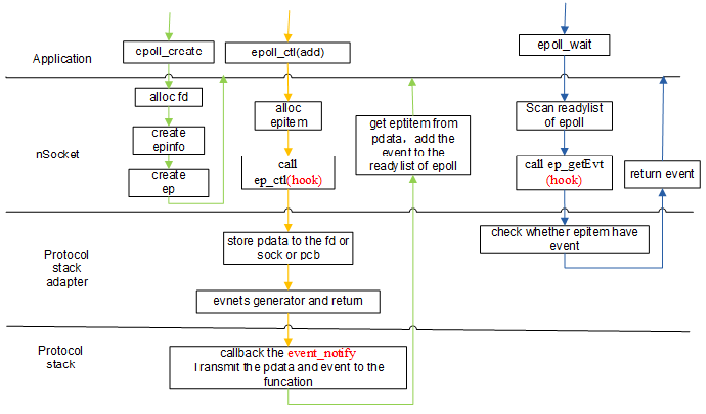 Application
epoll_create
epoll_ctl(add)
epoll_wait
nSocket
alloc fd
create
epinfo
create
ep
alloc
epitem
call
ep_ctl(hook)
get eptitem from
pdata, add the
event to the
readylist of epoll
Scan readylist
of epoll
call ep_getEvt
(hook)
return event
Protocol
stack
adapter
store pdata to the fd or
sock or pcb
evnets generator and return
check whether epitem have
event
Protocol
stack
callback the event_notify
Transmit the pdata and event to the
funcation